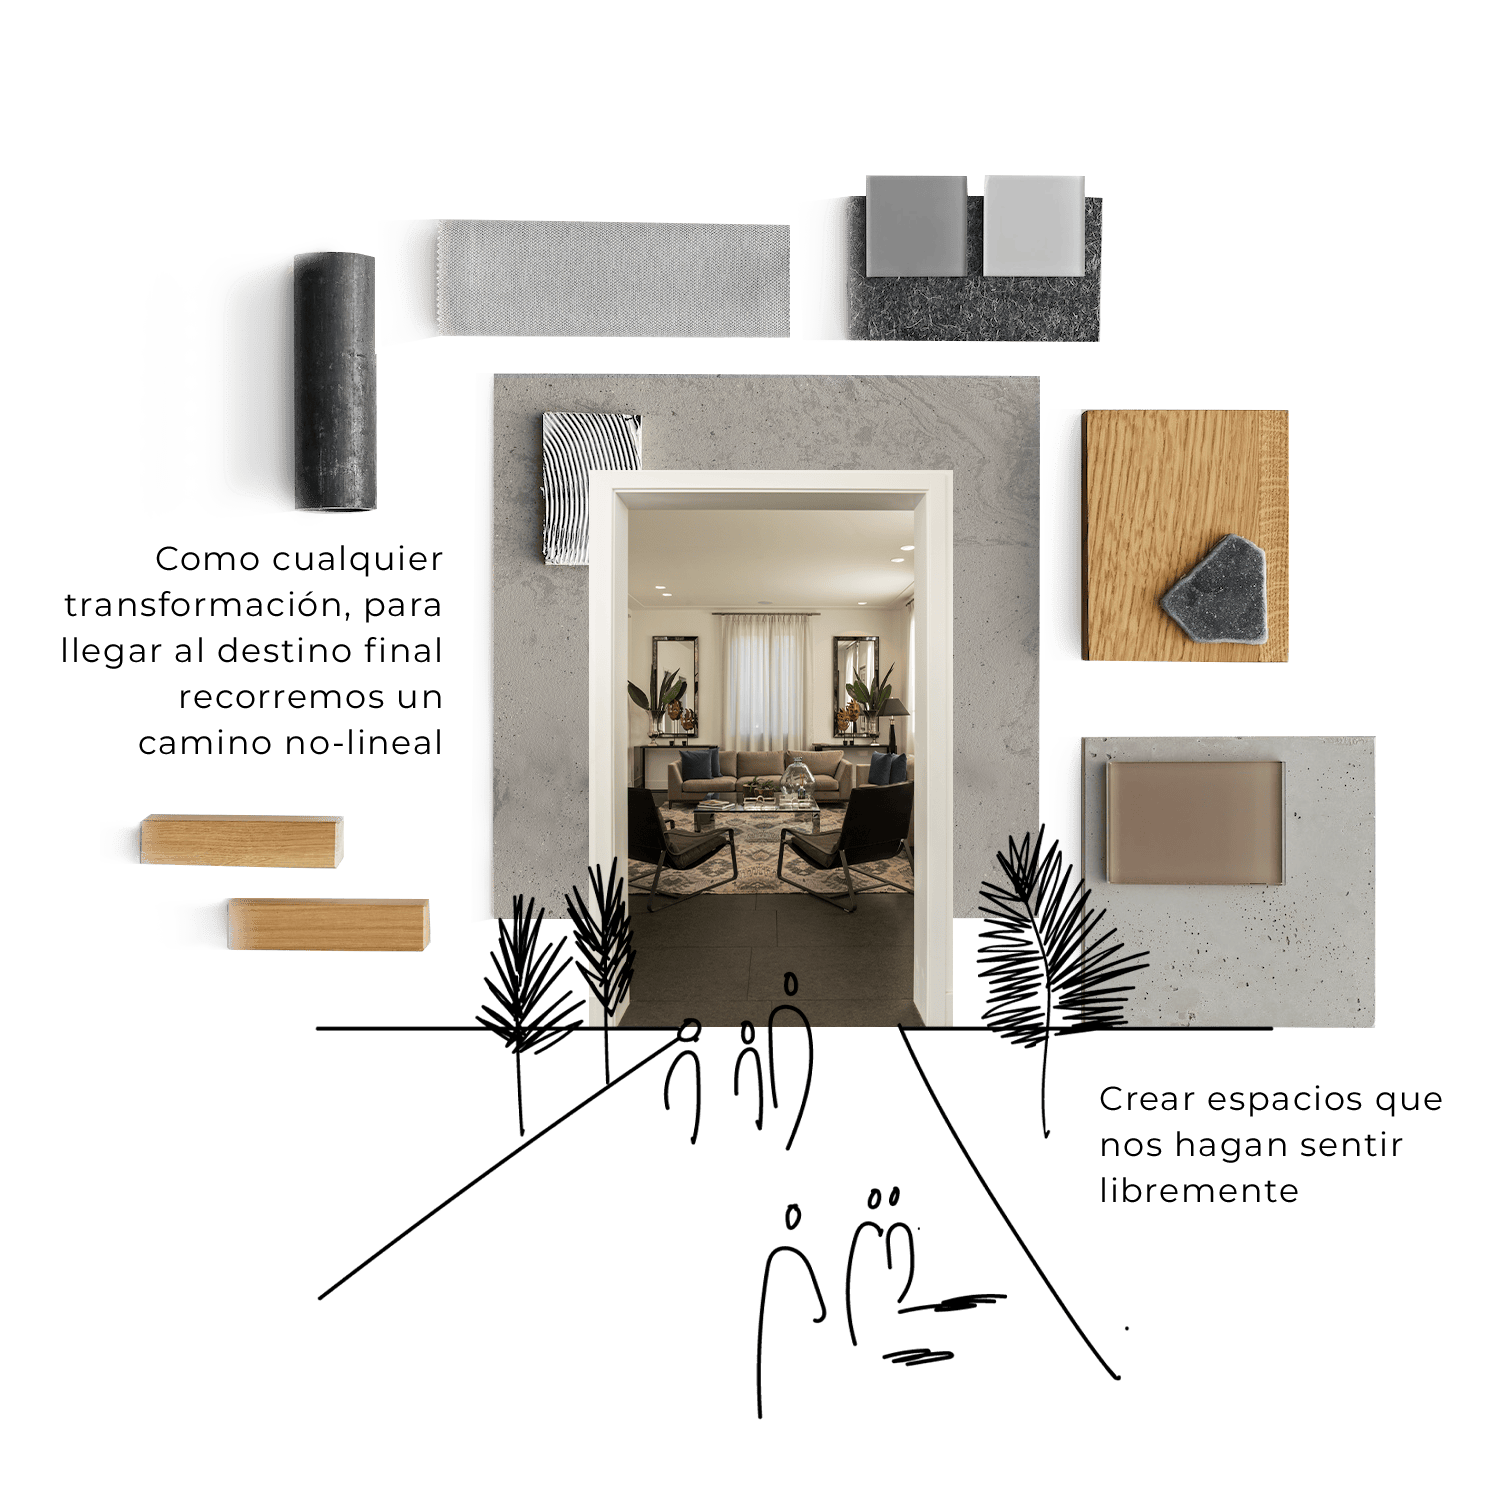 Como cualquier
transformación, para
llegar al destino final
recorremos un
camino no-lineal
Crear espacios que
nos hagan sentir
libremente